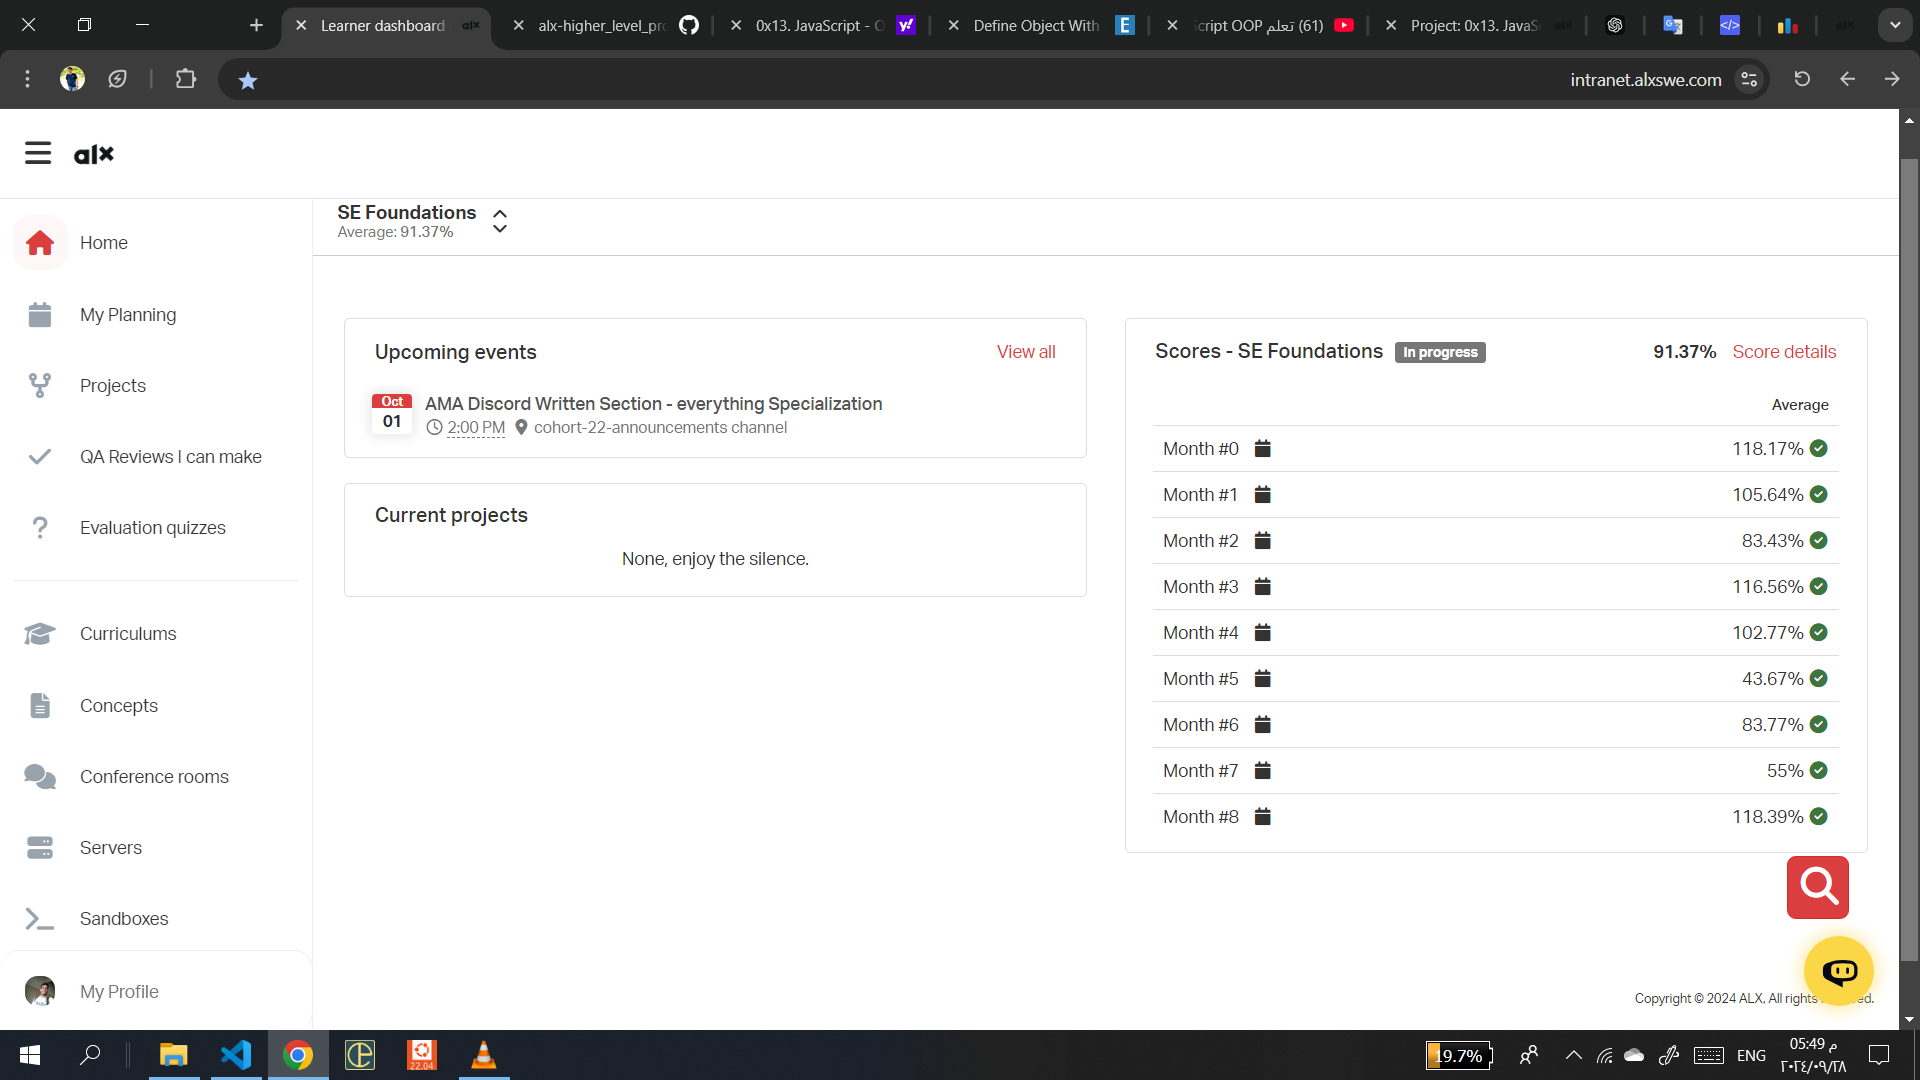 Learner dashboard
alx
alx-higher_level_pro
0x13. JavaScript - O
Define Object With
E
cript OOP تعلم (61)
Project: 0x13. JavaS
intranet.alxswe.com
alx
SE Foundations
Average: 91.37%
Home
My Planning
Projects
QA Reviews I can make
Evaluation quizzes
Curriculums
Concepts
Conference rooms
Servers
Sandboxes
My Profile
Upcoming events
View all
Oct
01
AMA Discord Written Section - everything Specialization
2:00 PM cohort-22-announcements channel
Current projects
None, enjoy the silence.
Scores - SE Foundations In progress 91.37% Score details
Average
Month #0 118.17%
Month #1 105.64%
Month #2 83.43%
Month #3 116.56%
Month #4 102.77%
Month #5 43.67%
Month #6 83.77%
Month #7 55%
Month #8 118.39%
Copyright © 2024 ALX, All rights
ed.
22.04
19.7%
ENG
05:49 م
٢٠٢٤/٠٩/٢٨